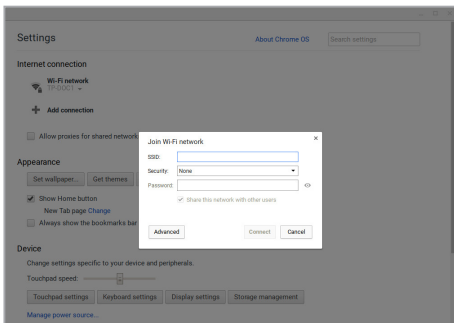 Settings
About Chrome OS
Search settings
Internet connection
Wi-Fi network
TP-DOC1
Add connection
Allow proxies for shared network
Join Wi-Fi network
SSID:
Security: None
Password:
Share this network with other users
Advanced
Connect
Cancel
Appearance
Set wallpaper...
Get themes
Show Home button
New Tab page Change
Always show the bookmarks bar
Device
Change settings specific to your device and peripherals.
Touchpad speed:
Touchpad settings
Keyboard settings
Display settings
Storage management
Manage power source...